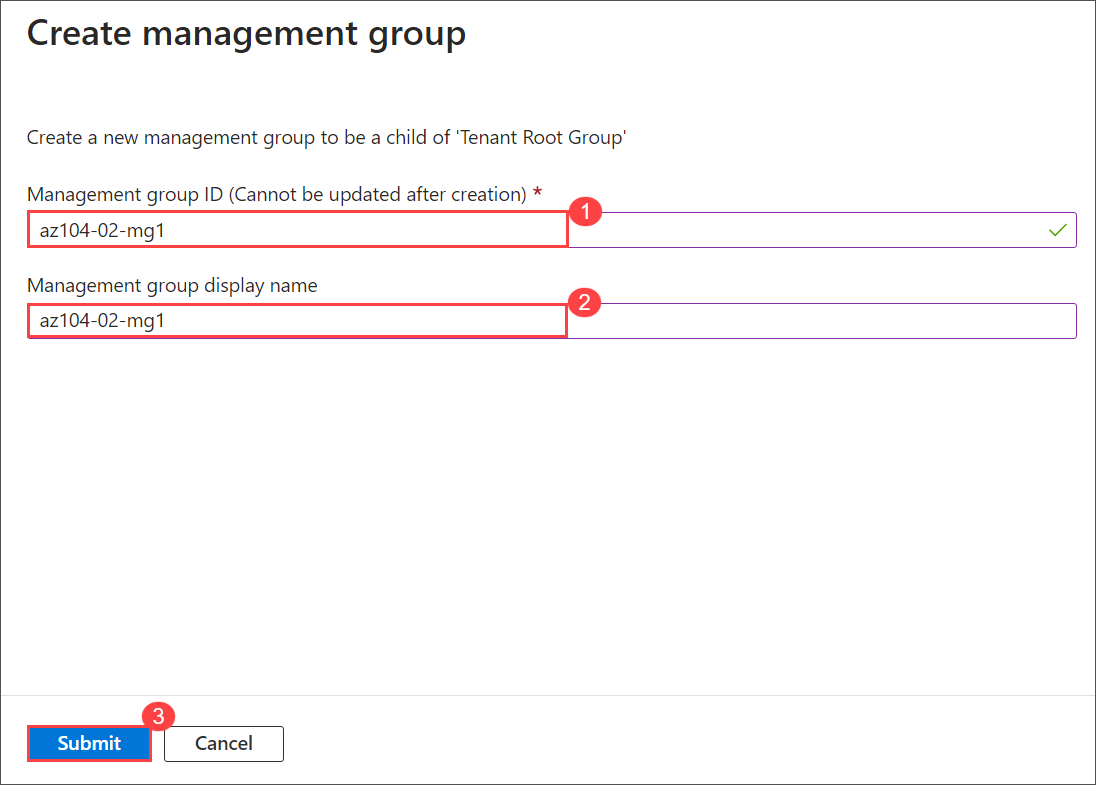 Create management group
Create a new management group to be a child of 'Tenant Root Group'
Management group ID (Cannot be updated after creation) *
1
az104-02-mg1
Management group display name
2
az104-02-mg1
3
Submit
Cancel